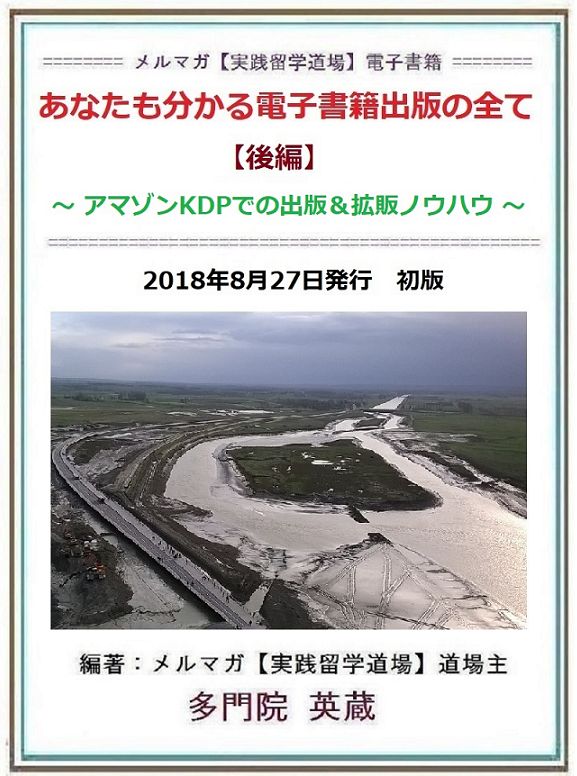 ======== メルマガ【実践留学道場】電子書籍 ========
あなたも分かる電子書籍出版の全て
【後編】
～ アマゾンKDPでの出版＆拡販ノウハウ ～
==================================================
2018年8月27日発行　初版
編著：メルマガ【実践留学道場】道場主
多門院 英蔵